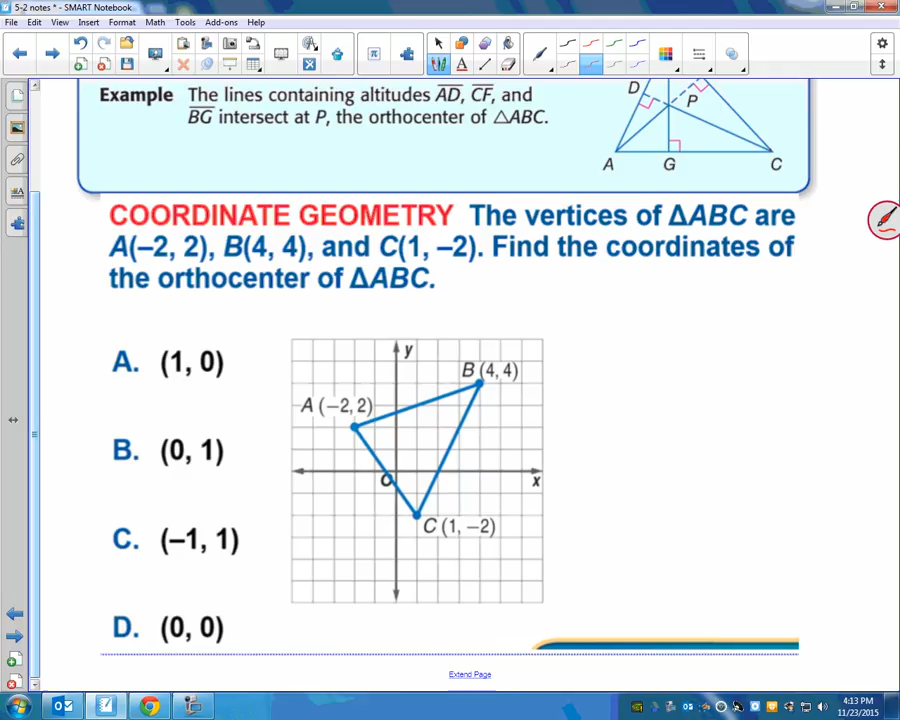 5-2 notes * - SMART Notebook
File Edit View Insert Format Math Tools Add-ons Help
Example The lines containing altitudes AD, CF, and
BG intersect at P, the orthocenter of △ABC.
D
P
A
G
C
COORDINATE GEOMETRY The vertices of ΔABC are
A(–2, 2), B(4, 4), and C(1, –2). Find the coordinates of
the orthocenter of ΔABC.
A. (1, 0)
B. (0, 1)
C. (–1, 1)
D. (0, 0)
y
B (4, 4)
A (−2, 2)
O
x
C (1, −2)
Extend Page
4:13 PM
11/23/2015